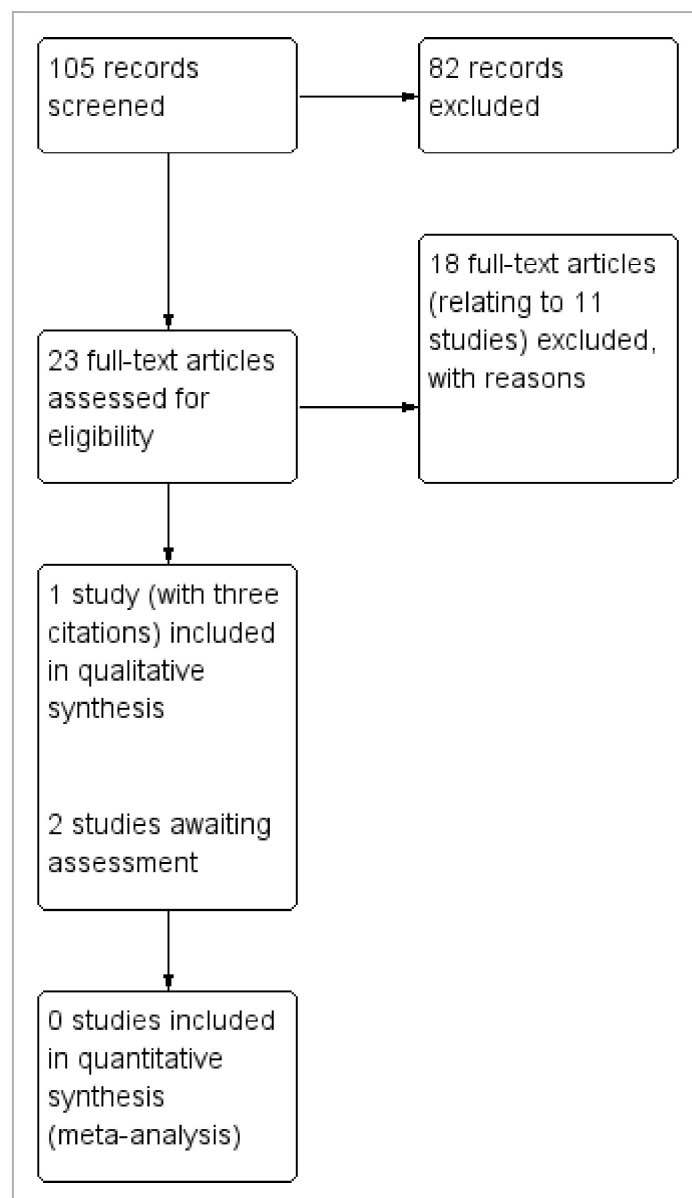 105 records
screened
82 records
excluded
18 full-text articles
(relating to 11
studies) excluded,
with reasons
23 full-text articles
assessed for
eligibility
1 study (with three
citations) included
in qualitative
synthesis
2 studies awaiting
assessment
0 studies included
in quantitative
synthesis
(meta-analysis)